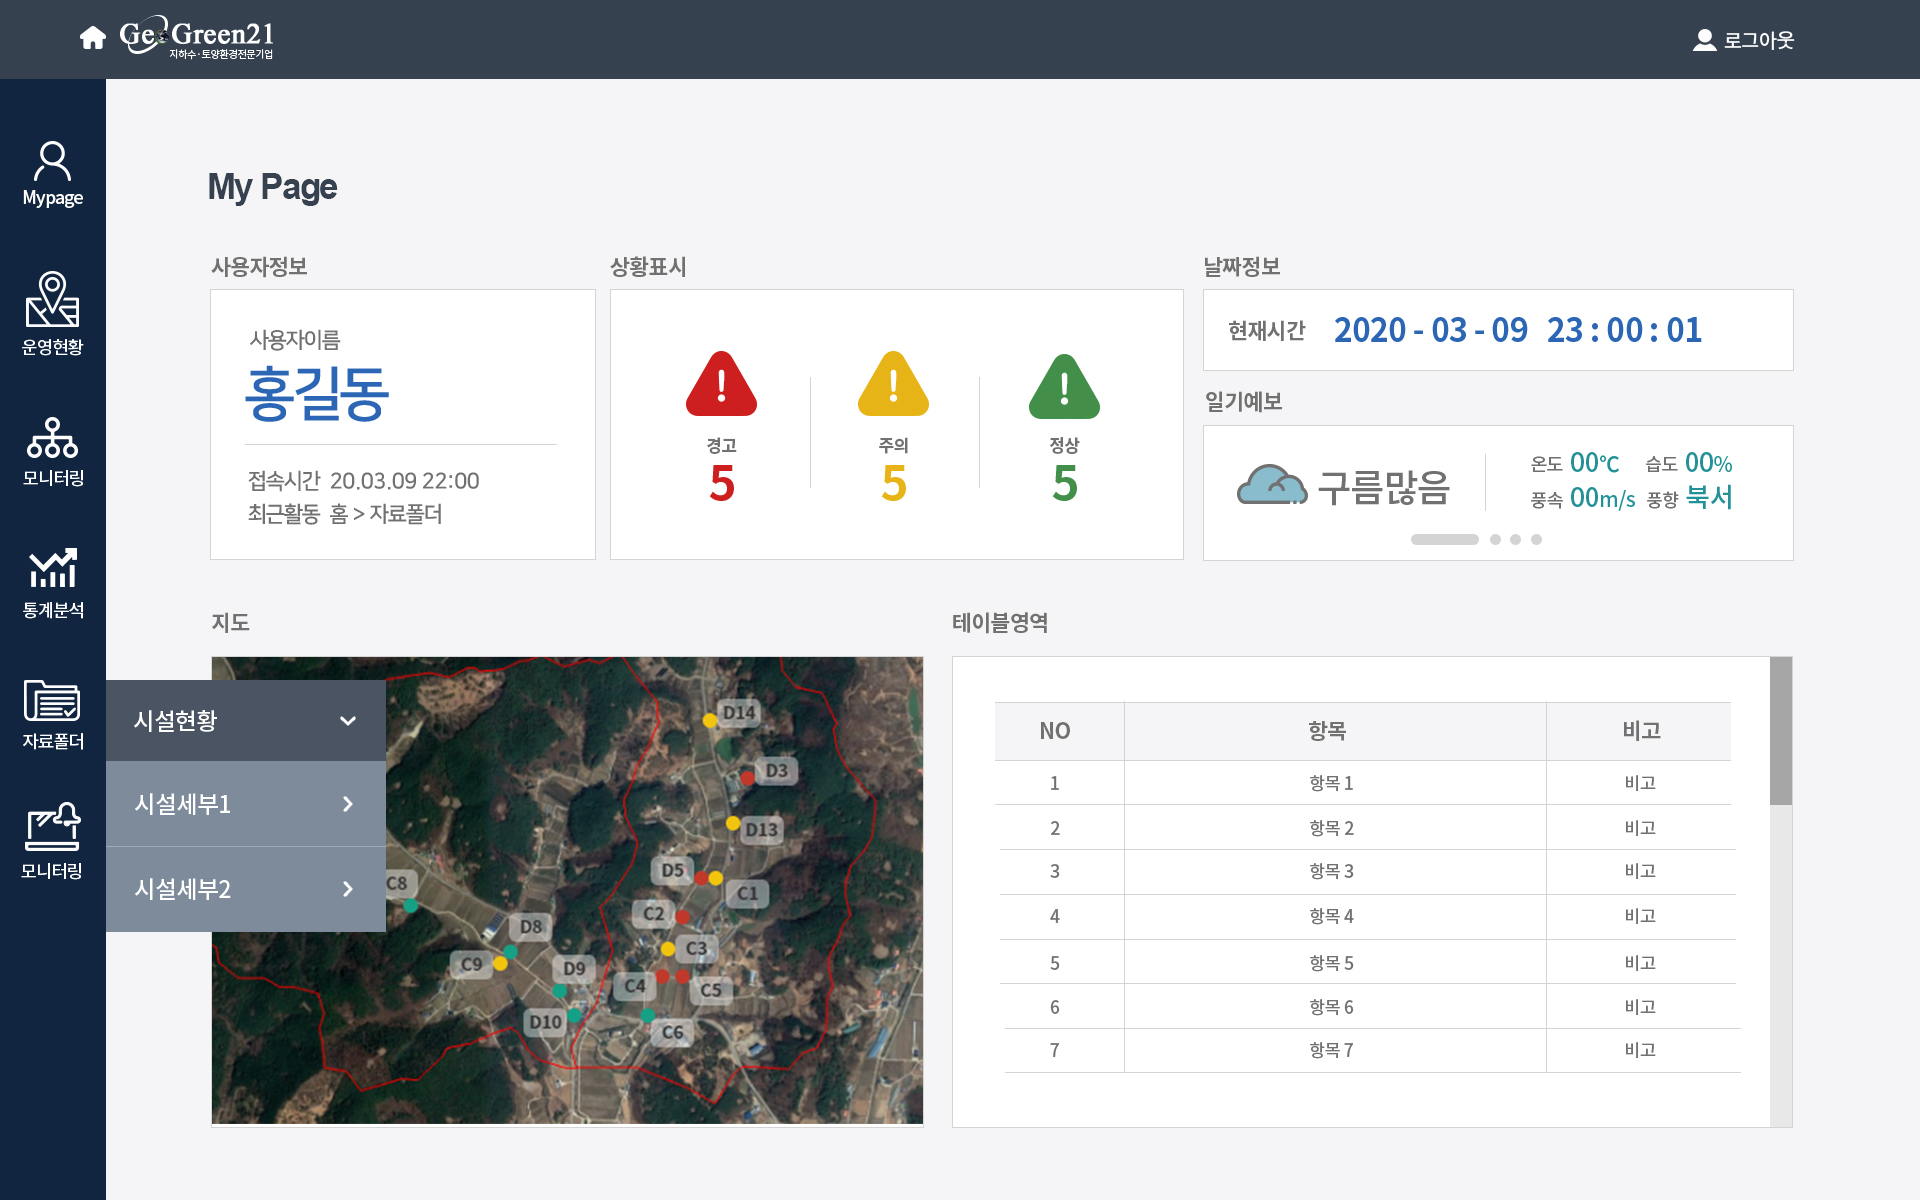 GeoGreen21
지하수·토양환경전문기업
로그아웃
Mypage
운영현황
모니터링
통계분석
자료폴더
모니터링
시설현황
시설세부1
시설세부2
My Page
사용자정보
사용자이름
홍길동
접속시간 20.03.09 22:00
최근활동 홈 > 자료폴더
상황표시
경고
5
주의
5
정상
5
날짜정보
현재시간 2020 - 03 - 09 23 : 00 : 01
일기예보
구름많음
온도 00℃ 습도 00%
풍속 00m/s 풍향 북서
지도
D14
D3
D13
D5
C1
C8
C2
D8
C3
C9
D9
C4
C5
D10
C6
테이블영역
NO 항목 비고
1 항목 1 비고
2 항목 2 비고
3 항목 3 비고
4 항목 4 비고
5 항목 5 비고
6 항목 6 비고
7 항목 7 비고